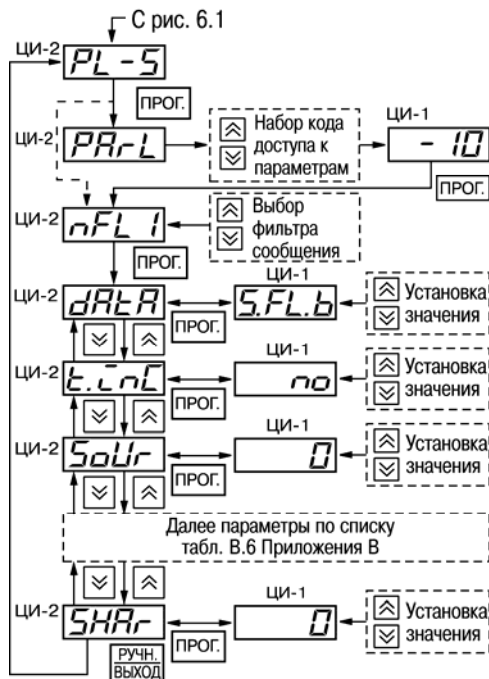 С рис. 6.1
ЦИ-2 PL-S
ПРОГ.
ЦИ-2 PArL
Набор кода
доступа к
параметрам
ЦИ-1
-10
ПРОГ.
ЦИ-2 nFL1
Выбор
фильтра
сообщения
ПРОГ.
ЦИ-2 dAtA
ПРОГ.
ЦИ-1
S.FL.b
Установка
значения
ЦИ-2 t.inC
ПРОГ.
ЦИ-1
no
Установка
значения
ЦИ-2 SoUr
ПРОГ.
ЦИ-1
0
Установка
значения
Далее параметры по списку
табл. В.6 Приложения В
ЦИ-2 SHAr
ПРОГ.
ЦИ-1
0
Установка
значения
РУЧН.
ВЫХОД